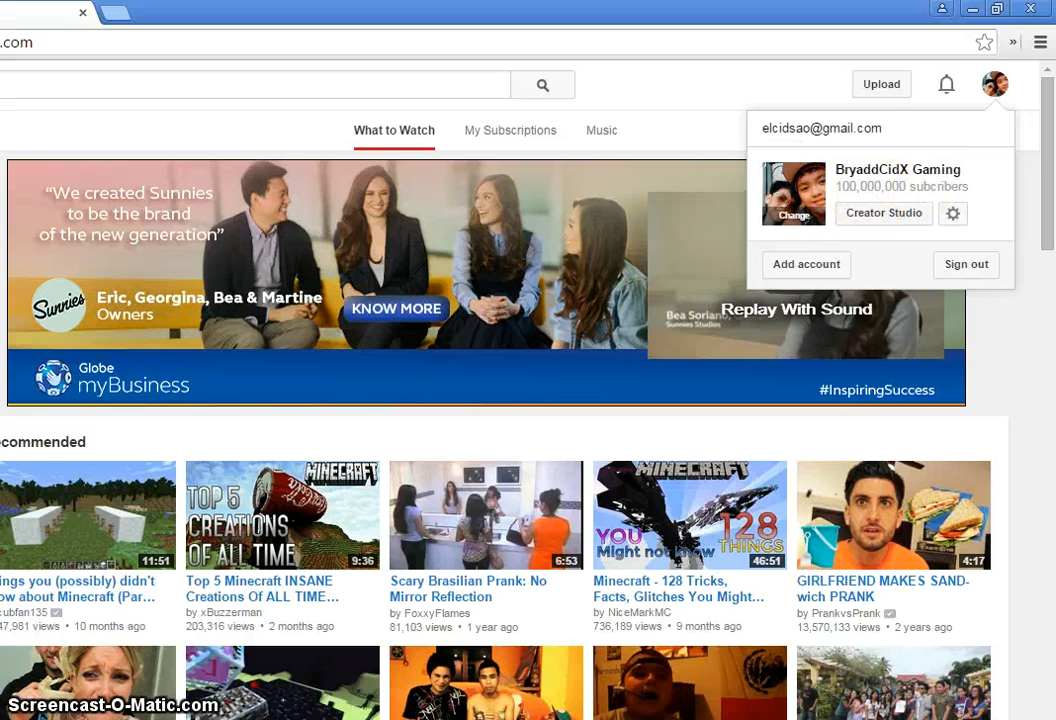 .com
Upload
What to Watch
My Subscriptions
Music
elcidsao@gmail.com
BryaddCidX Gaming
100,000,000 subcribers
Change
Creator Studio
Add account
Sign out
“We created Sunnies
to be the brand
of the new generation”
Sunnies
Eric, Georgina, Bea & Martine
Owners
KNOW MORE
Bea Soriano,
Sunnies Studios
Replay With Sound
Globe
myBusiness
#InspiringSuccess
ecommended
11:51
ings you (possibly) didn't
ow about Minecraft (Par...
cubfan135
47,981 views • 10 months ago
MINECRAFT
TOP 5
CREATIONS
OF ALL TIME
9:36
Top 5 Minecraft INSANE
Creations Of ALL TIME...
by xBuzzerman
203,316 views • 2 months ago
6:53
Scary Brasilian Prank: No
Mirror Reflection
by FoxxyFlames
81,103 views • 1 year ago
MINECRAFT
128
YOU
THINGS
Might not know
46:51
Minecraft - 128 Tricks,
Facts, Glitches You Might...
by NiceMarkMC
736,189 views • 9 months ago
4:17
GIRLFRIEND MAKES SAND-
wich PRANK
by PrankvsPrank
13,570,133 views • 2 years ago
Screencast-O-Matic.com